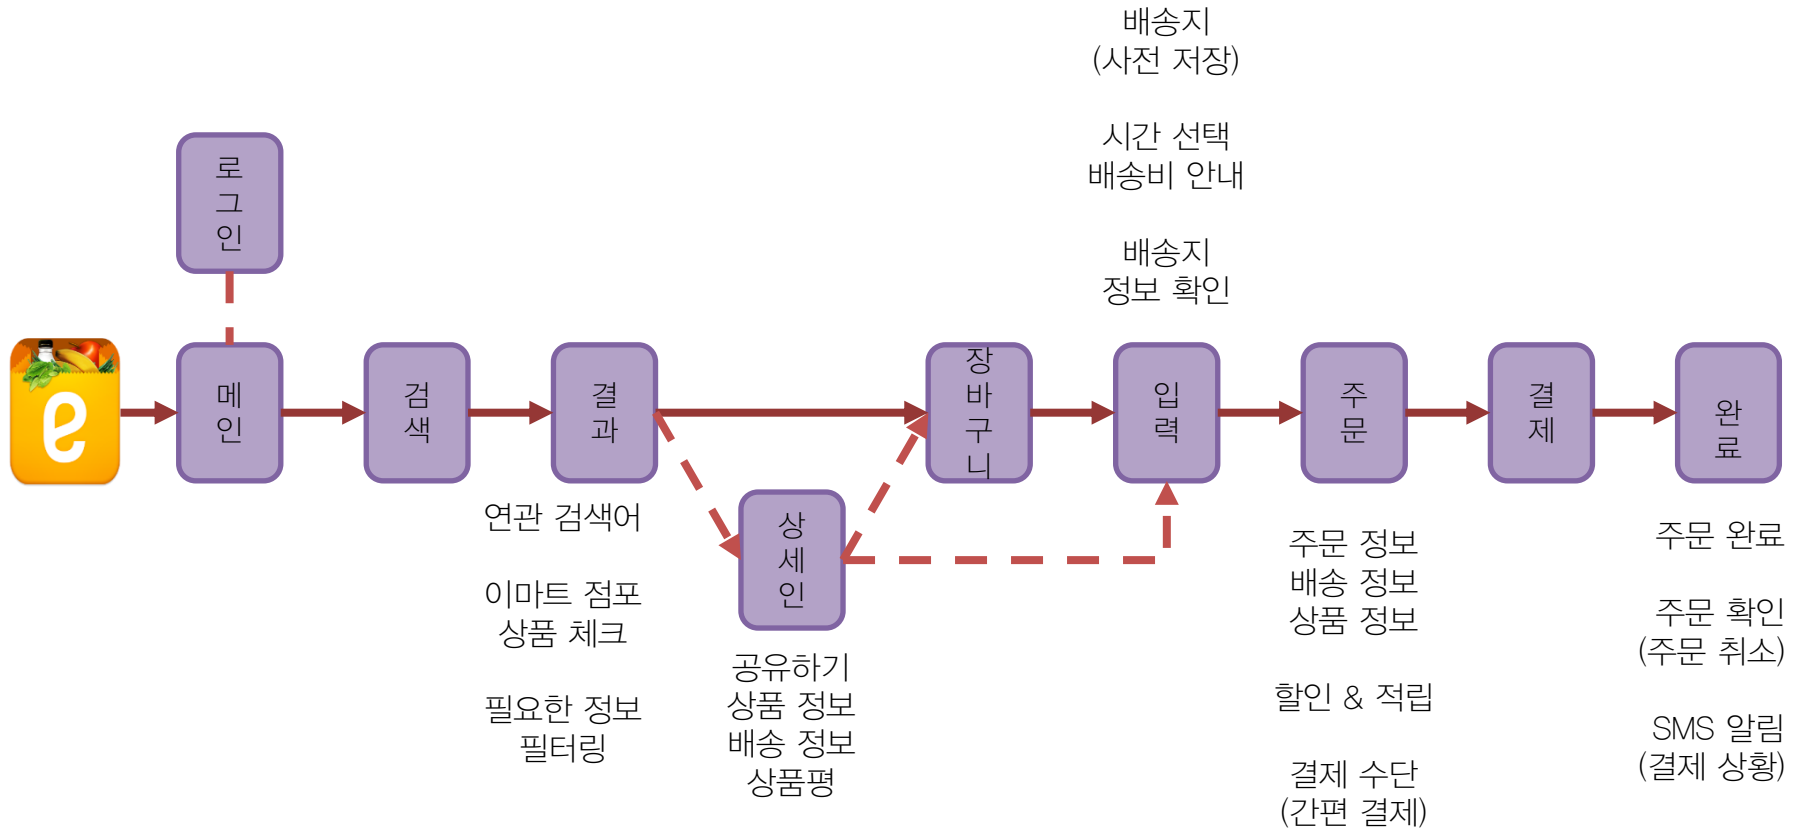 배송지
(사전 저장)
시간 선택
배송비 안내
배송지
정보 확인
로
그
인
e
메
인
검
색
결
과
장
바
구
니
입
력
주
문
결
제
완
료
상
세
인
연관 검색어
이마트 점포
상품 체크
필요한 정보
필터링
공유하기
상품 정보
배송 정보
상품평
주문 정보
배송 정보
상품 정보
할인 & 적립
결제 수단
(간편 결제)
주문 완료
주문 확인
(주문 취소)
SMS 알림
(결제 상황)